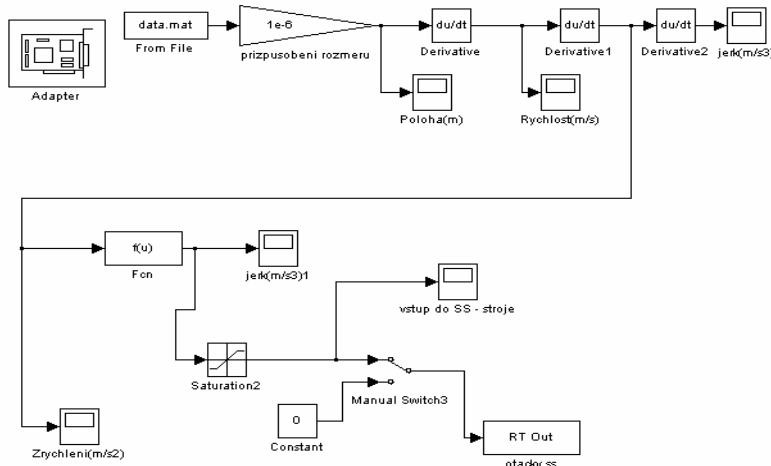 data.mat
From File
1e-6
prizpusobeni rozmeru
du/dt
Derivative
du/dt
Derivative1
du/dt
Derivative2
jerk(m/s3)
Adapter
Poloha(m)
Rychlost(m/s)
f(u)
Fcn
jerk(m/s3)1
vstup do SS - stroje
Saturation2
Manual Switch3
0
Constant
RT Out
otacky ss
Zrychleni(m/s2)